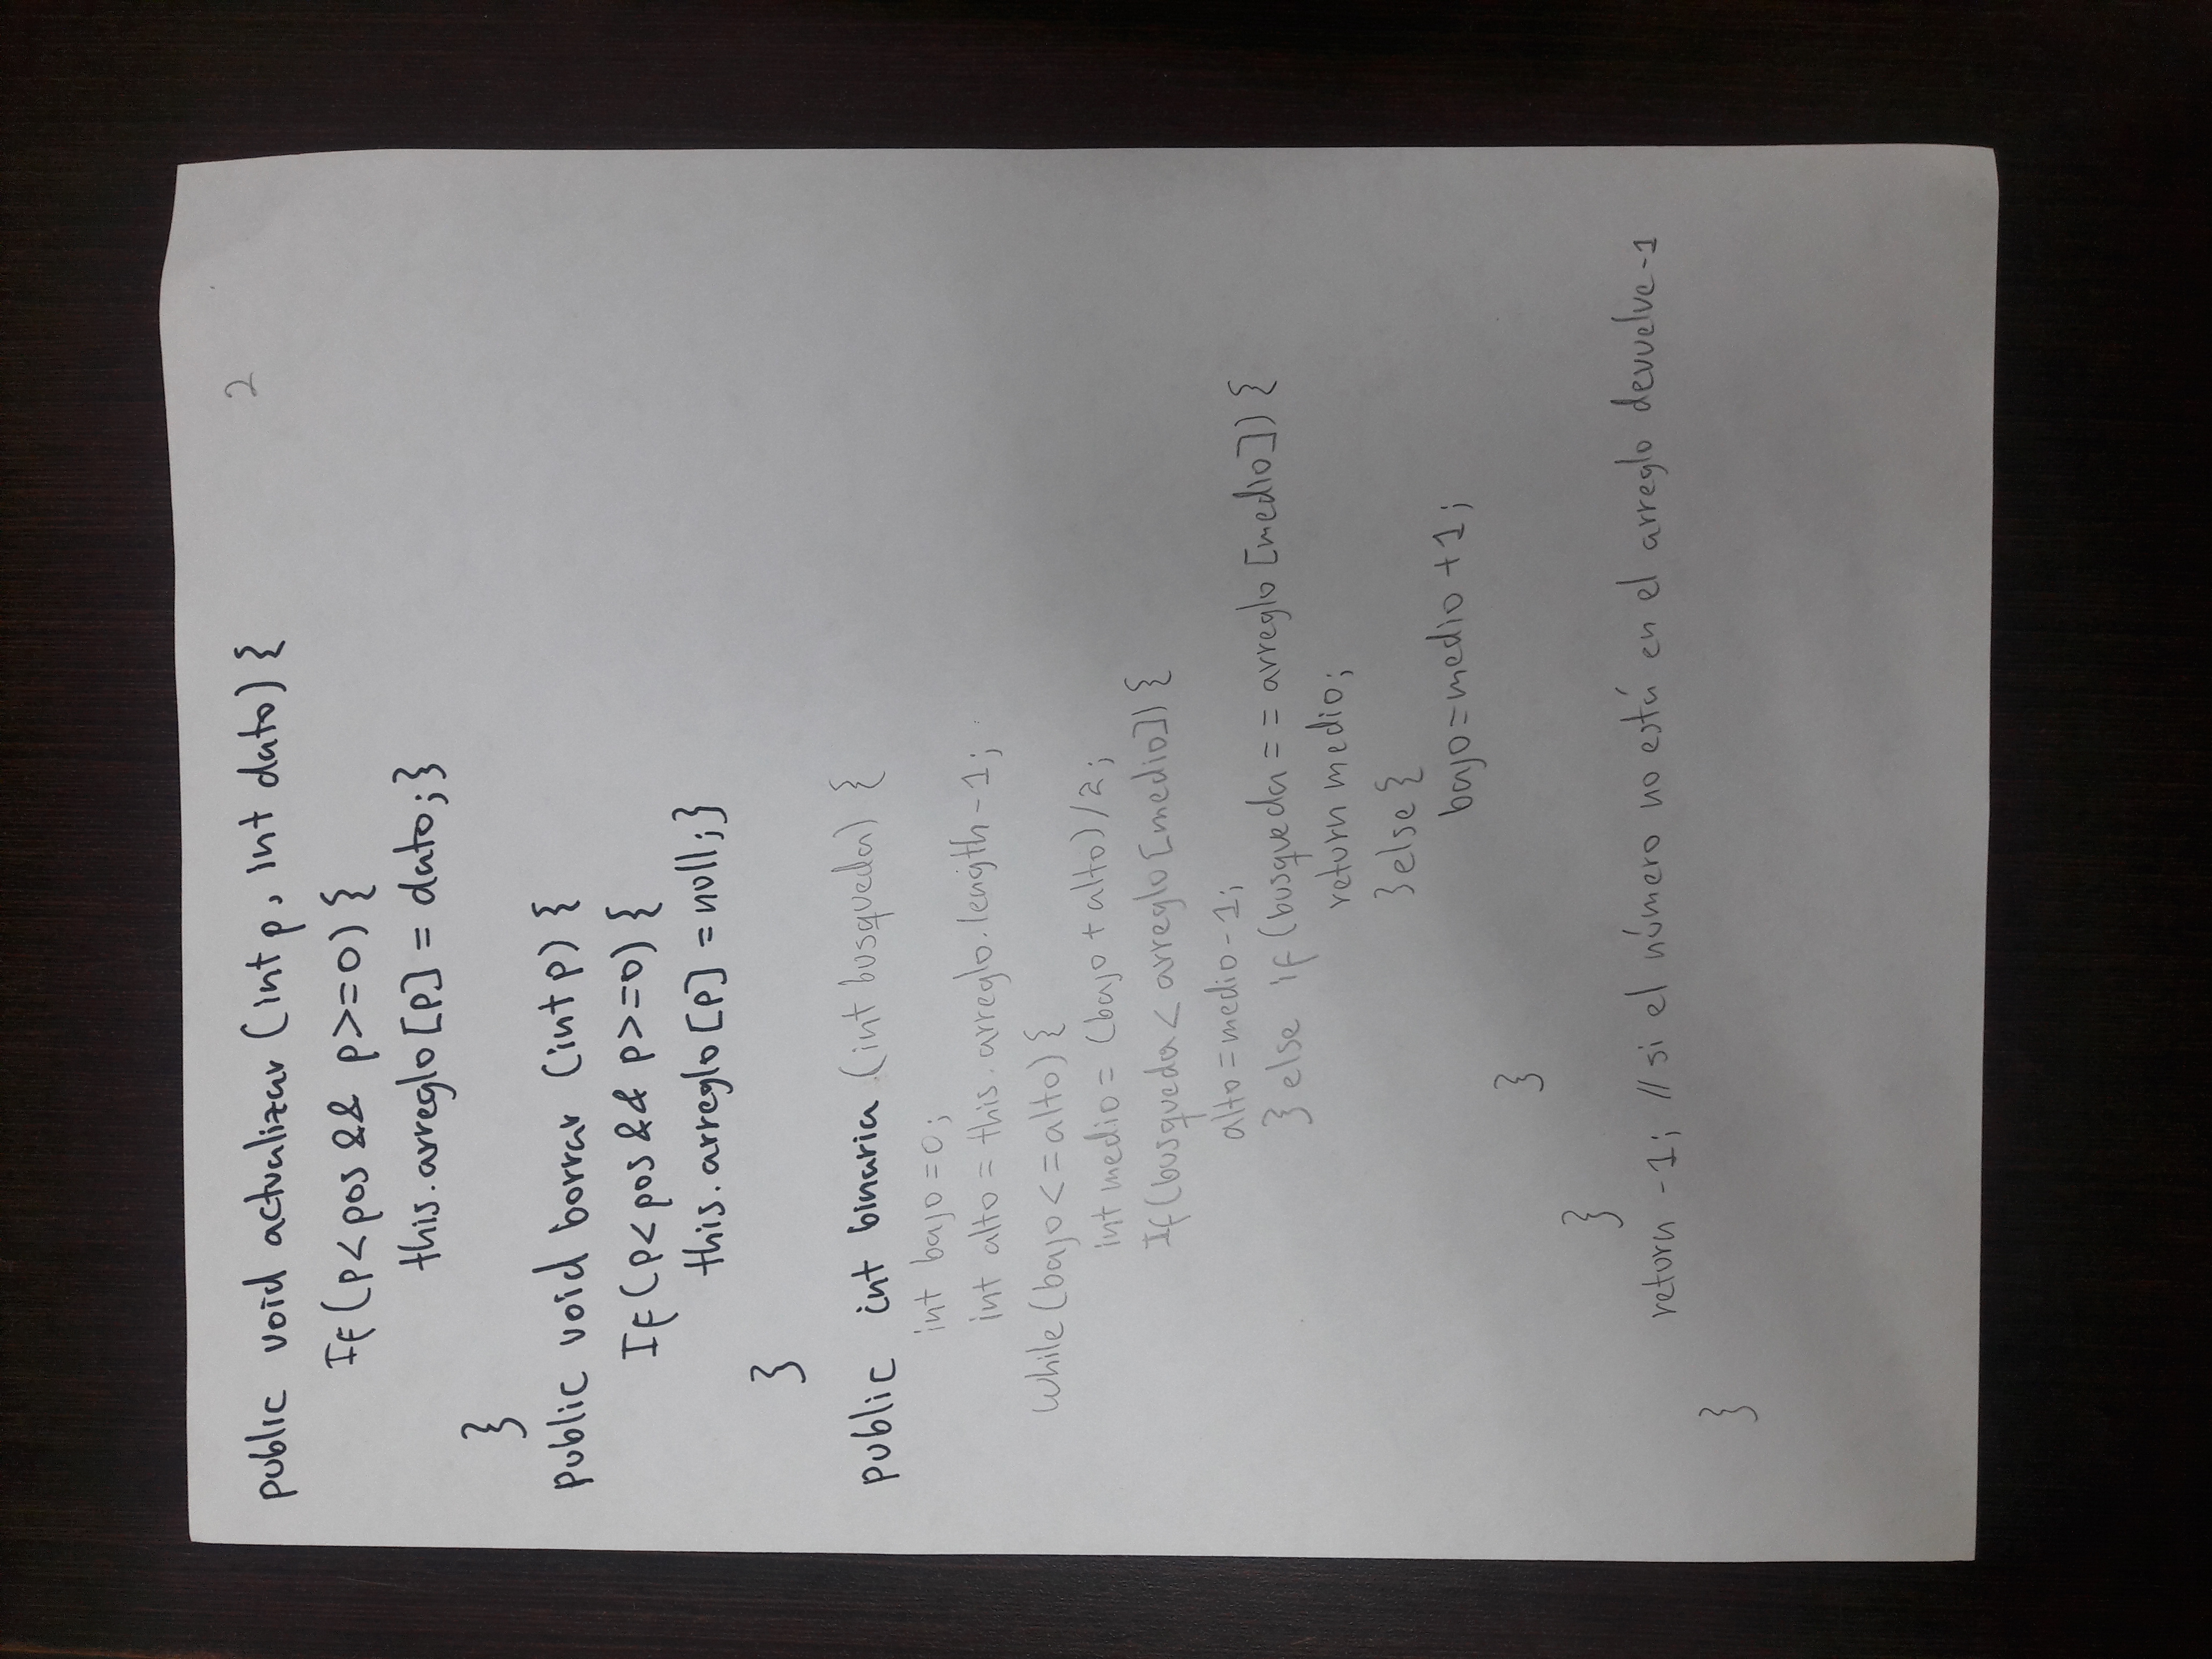 2
public void actualizar (int p, int dato) {
If (p<pos && p>=0) {
this.arreglo [p] = dato;}
}
public void borrar (int p) {
If (p<pos && p>=0) {
this.arreglo [p] = null;}
}
public int binaria (int busqueda) {
int bajo = 0;
int alto = this.arreglo.length - 1;
While (bajo <= alto) {
int medio = (bajo + alto) / 2;
If (busqueda < arreglo [medio]) {
alto = medio - 1;
} else if (busqueda == arreglo [medio]) {
return medio;
} else {
bajo = medio + 1;
}
}
return -1; // si el número no está en el arreglo devuelve -1
}